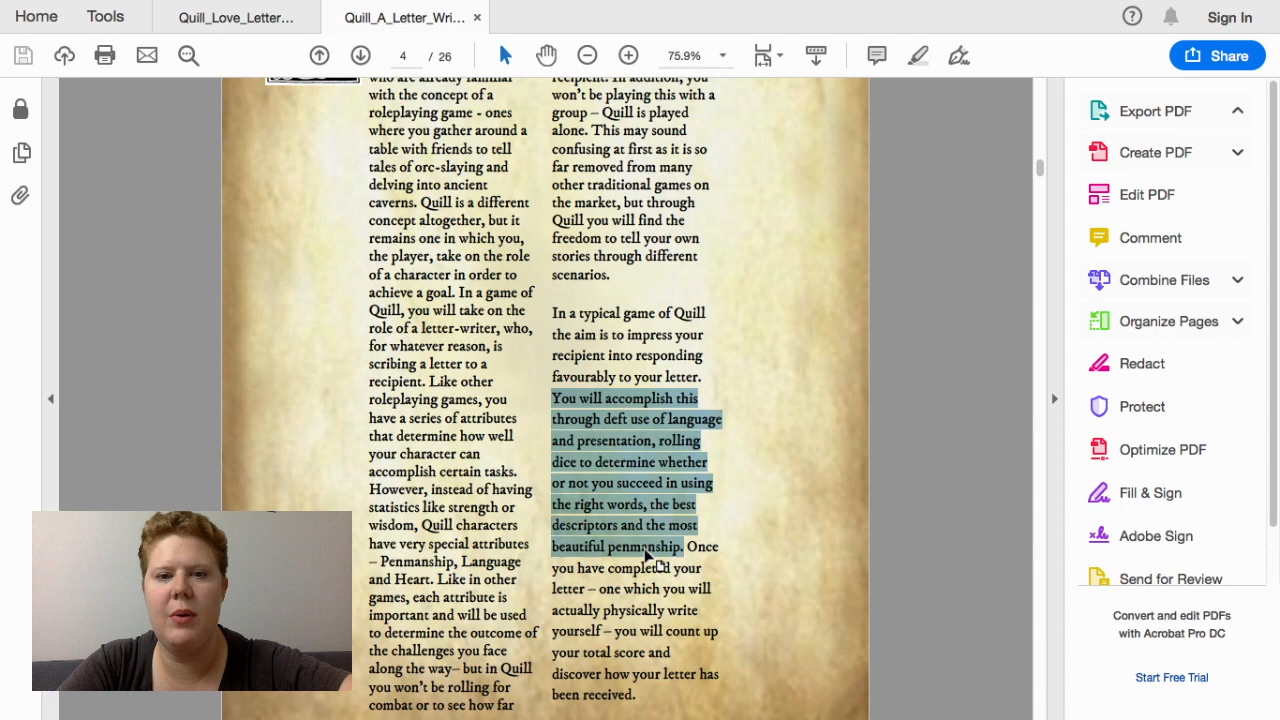 Home
Tools
Quill_Love_Letter...
Quill_A_Letter_Wri... ×
Sign In
4 / 26
75.9%
Share
who are already familiar
with the concept of a
roleplaying game - ones
where you gather around a
table with friends to tell
tales of orc-slaying and
delving into ancient
caverns. Quill is a different
concept altogether, but it
remains one in which you,
the player, take on the role
of a character in order to
achieve a goal. In a game of
Quill, you will take on the
role of a letter-writer, who,
for whatever reason, is
scribing a letter to a
recipient. Like other
roleplaying games, you
have a series of attributes
that determine how well
your character can
accomplish certain tasks.
However, instead of having
statistics like strength or
wisdom, Quill characters
have very special attributes
– Penmanship, Language
and Heart. Like in other
games, each attribute is
important and will be used
to determine the outcome of
the challenges you face
along the way– but in Quill
you won't be rolling for
combat or to see how far
recipient. In addition, you
won't be playing this with a
group – Quill is played
alone. This may sound
confusing at first as it is so
far removed from many
other traditional games on
the market, but through
Quill you will find the
freedom to tell your own
stories through different
scenarios.
In a typical game of Quill
the aim is to impress your
recipient into responding
favourably to your letter.
You will accomplish this
through deft use of language
and presentation, rolling
dice to determine whether
or not you succeed in using
the right words, the best
descriptors and the most
beautiful penmanship. Once
you have completed your
letter – one which you will
actually physically write
yourself – you will count up
your total score and
discover how your letter has
been received.
Export PDF
Create PDF
Edit PDF
Comment
Combine Files
Organize Pages
Redact
Protect
Optimize PDF
Fill & Sign
Adobe Sign
Send for Review
Convert and edit PDFs
with Acrobat Pro DC
Start Free Trial